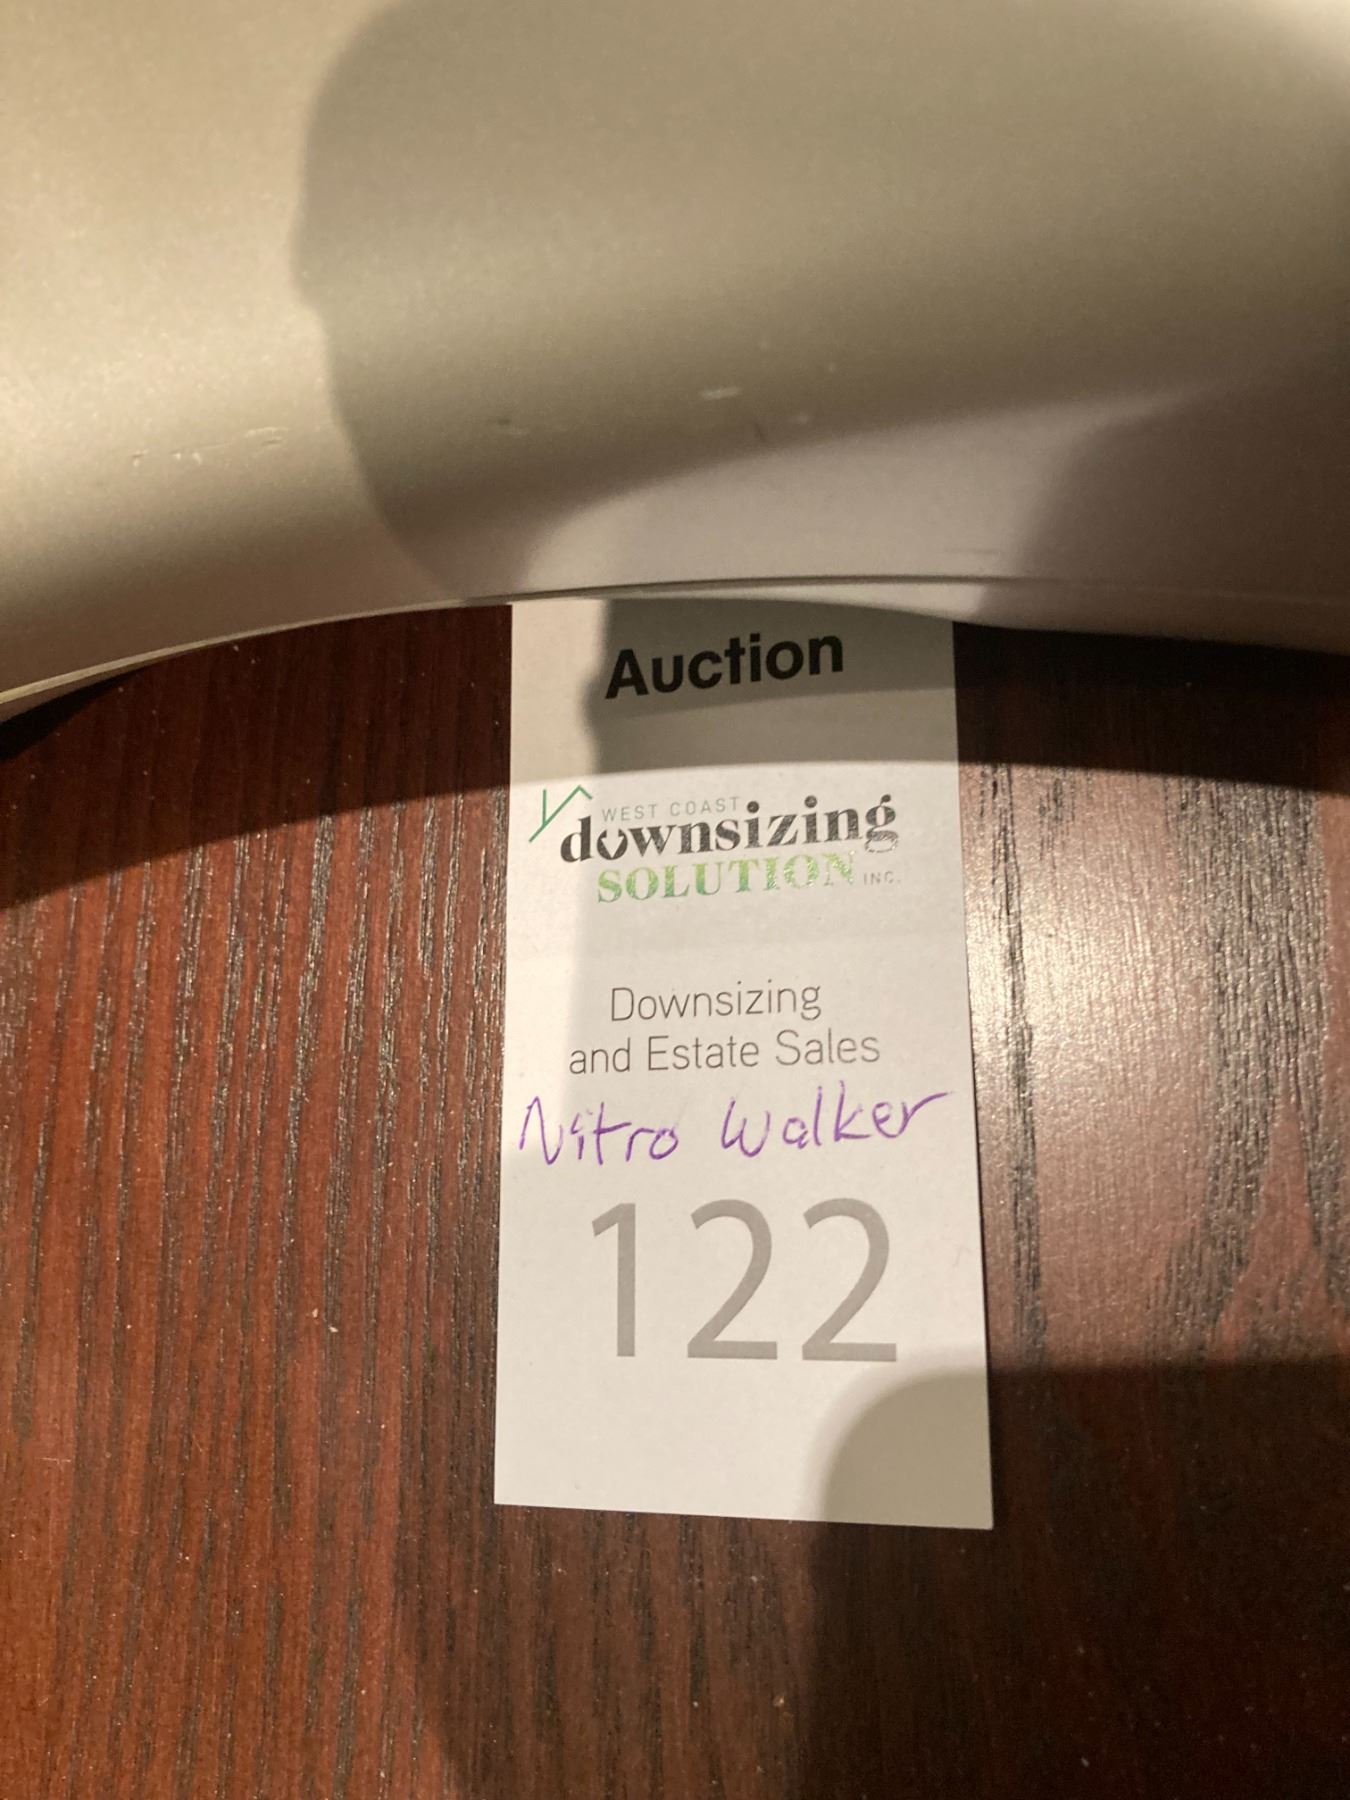 Auction
WEST COAST
downsizing
SOLUTION INC.
Downsizing
and Estate Sales
Nitro Walker
122